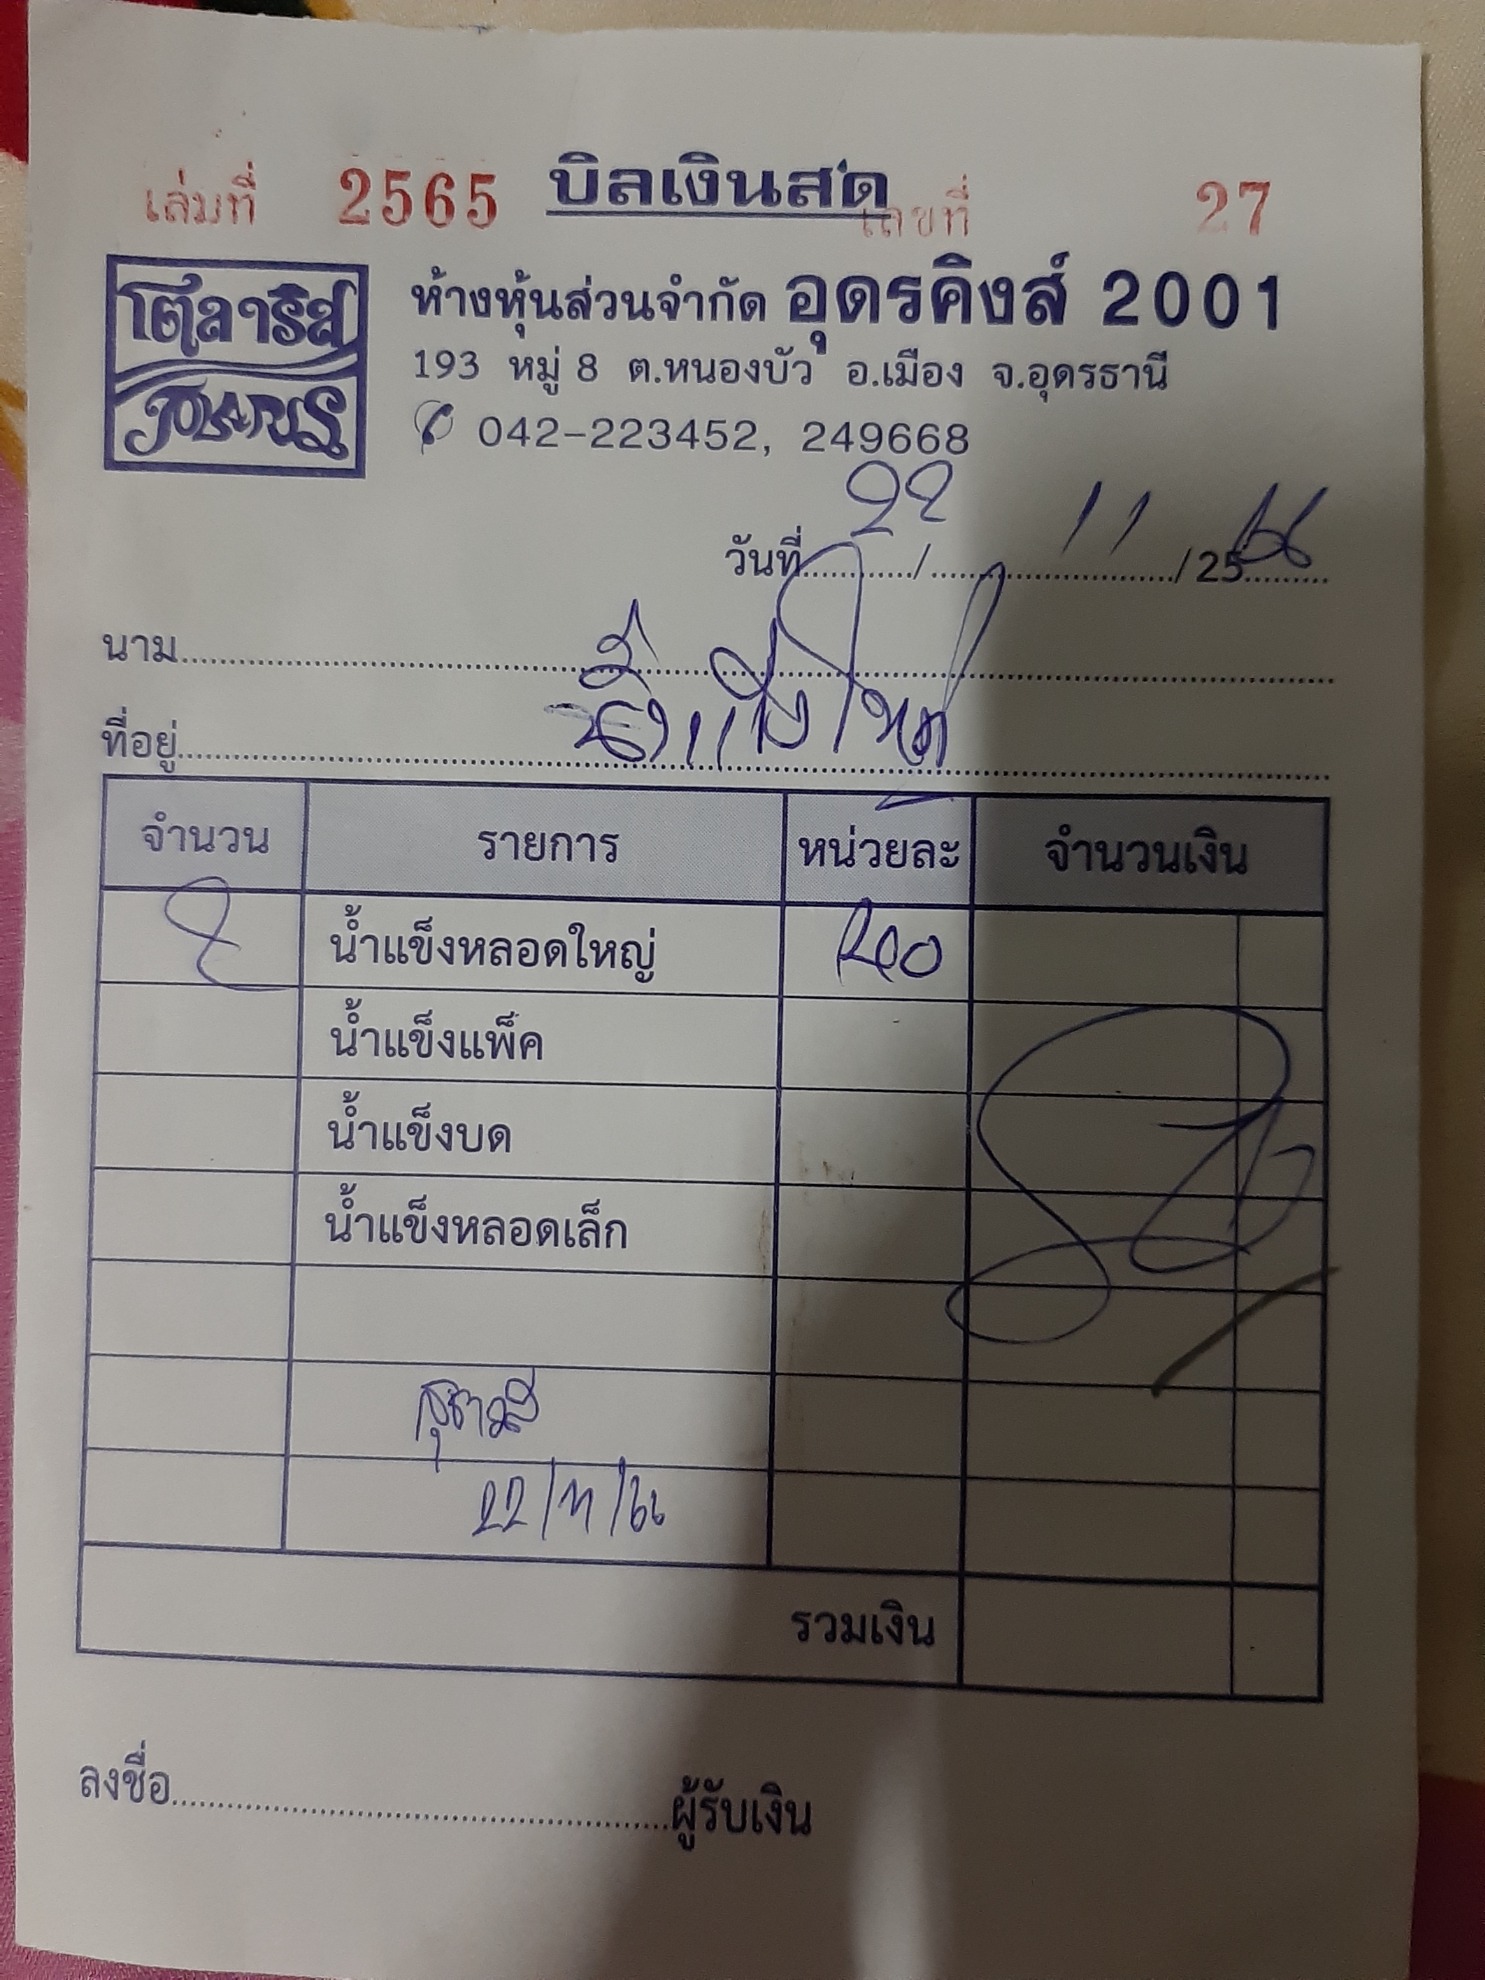 เล่มที่ 2565 บิลเงินสด เลขที่ 27
โตลาริส
ห้างหุ้นส่วนจำกัด อุดรคิงส์ 2001
193 หมู่ 8 ต.หนองบัว อ.เมือง จ.อุดรธานี
042-223452, 249668
วันที่ 22 / 11 / 25 66
นาม
ที่อยู่
จำนวน รายการ หน่วยละ จำนวนเงิน
น้ำแข็งหลอดใหญ่
น้ำแข็งแพ็ค
น้ำแข็งบด
น้ำแข็งหลอดเล็ก
สุชาวลี
22/11/66
รวมเงิน
ลงชื่อ ผู้รับเงิน